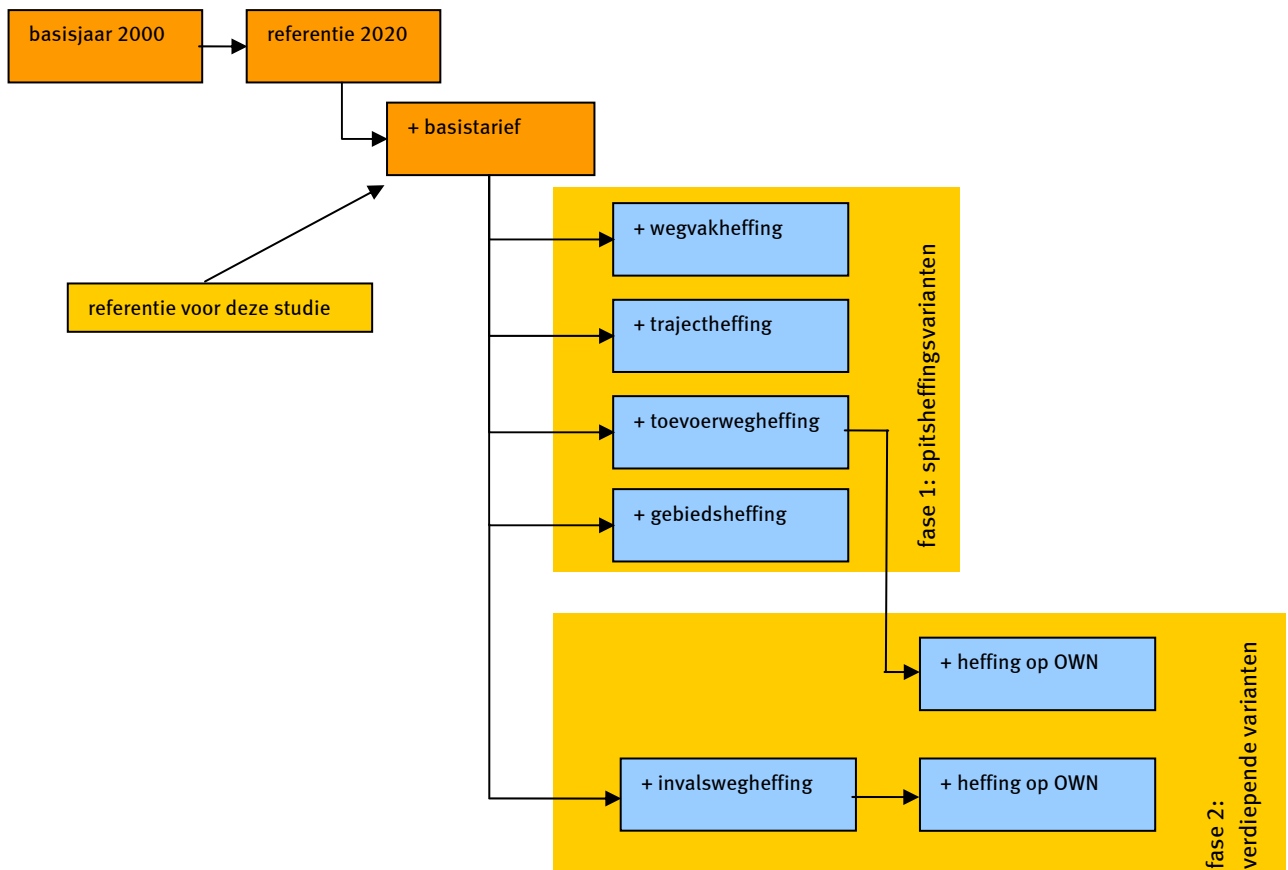 basisjaar 2000
referentie 2020
+ basistarief
referentie voor deze studie
+ wegvakheffing
+ trajectheffing
+ toevoerwegheffing
+ gebiedsheffing
fase 1: spitsheffingsvarianten
+ heffing op OWN
+ invalswegheffing
+ heffing op OWN
fase 2:
verdiepende varianten